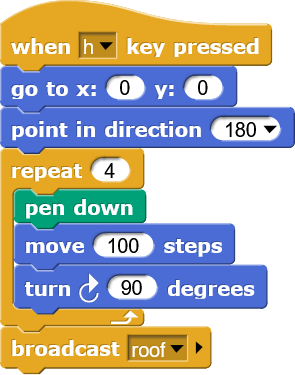 when h key pressed
go to x: 0 y: 0
point in direction 180
repeat 4
pen down
move 100 steps
turn 90 degrees
broadcast roof